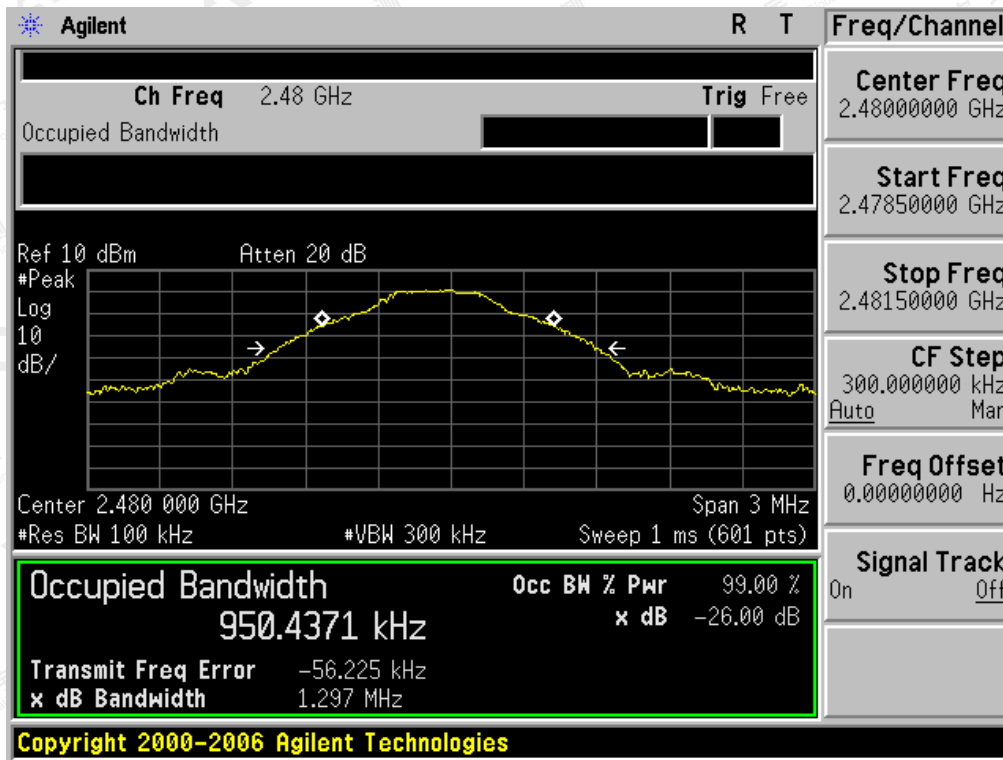 Agilent R T
Ch Freq 2.48 GHz Trig Free
Occupied Bandwidth
Ref 10 dBm Atten 20 dB
#Peak
Log
10
dB/
Center 2.480 000 GHz Span 3 MHz
#Res BW 100 kHz #VBW 300 kHz Sweep 1 ms (601 pts)
Occupied Bandwidth
950.4371 kHz
Occ BW % Pwr 99.00 %
x dB -26.00 dB
Transmit Freq Error -56.225 kHz
x dB Bandwidth 1.297 MHz
Copyright 2000-2006 Agilent Technologies
Freq/Channel
Center Freq
2.48000000 GHz
Start Freq
2.47850000 GHz
Stop Freq
2.48150000 GHz
CF Step
300.000000 kHz
Auto Man
Freq Offset
0.00000000 Hz
Signal Track
On Off